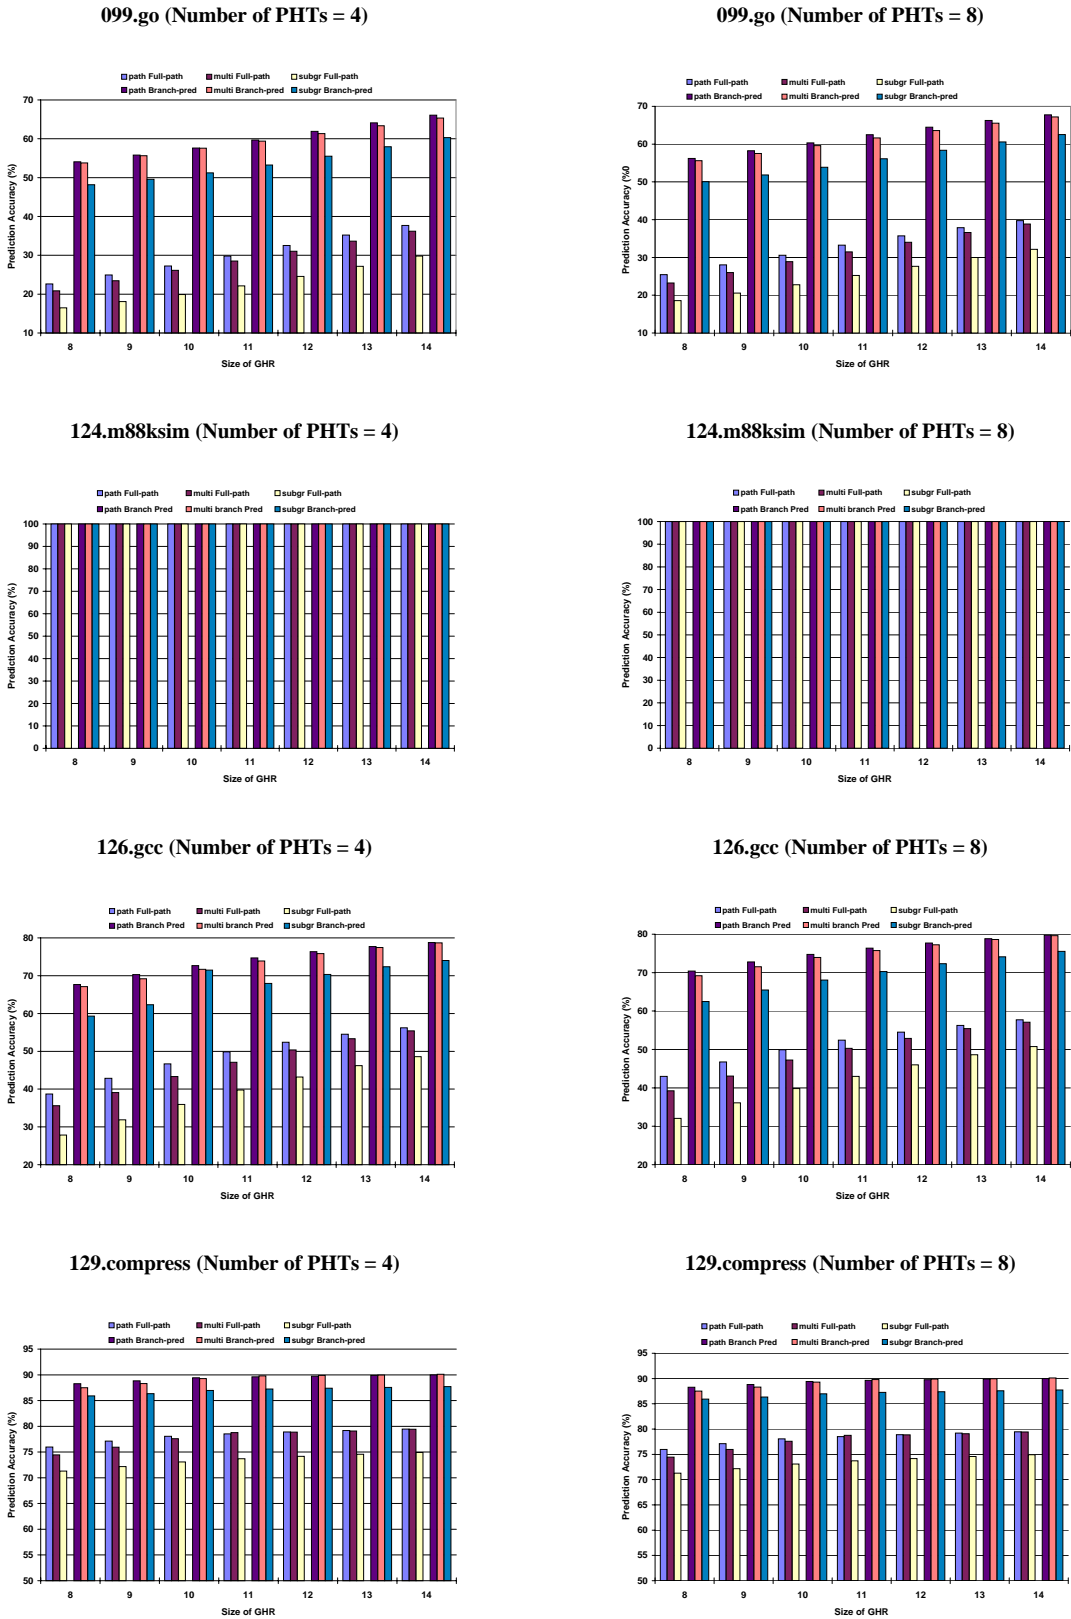 099.go (Number of PHTs = 4)
path Full-path multi Full-path subgr Full-path
path Branch-pred multi Branch-pred subgr Branch-pred
Prediction Accuracy (%)
70
60
50
40
30
20
10
8 9 10 11 12 13 14
Size of GHR
099.go (Number of PHTs = 8)
path Full-path multi Full-path subgr Full-path
path Branch-pred multi Branch-pred subgr Branch-pred
Prediction Accuracy (%0
70
60
50
40
30
20
10
8 9 10 11 12 13 14
Size of GHR
124.m88ksim (Number of PHTs = 4)
path Full-path multi Full-path subgr Full-path
path Branch Pred multi branch Pred subgr Branch-pred
Prediction Accuracy (%)
100
90
80
70
60
50
40
30
20
10
0
8 9 10 11 12 13 14
Size of GHR
124.m88ksim (Number of PHTs = 8)
path Full-path multi Full-path subgr Full-path
path Branch Pred multi branch Pred subgr Branch-pred
Prediction Accuracy (%)
100
90
80
70
60
50
40
30
20
10
0
8 9 10 11 12 13 14
Size of GHR
126.gcc (Number of PHTs = 4)
path Full-path multi Full-path subgr Full-path
path Branch Pred multi branch Pred subgr Branch-pred
Prediction Accuracy (%)
80
70
60
50
40
30
20
8 9 10 11 12 13 14
Size of GHR
126.gcc (Number of PHTs = 8)
path Full-path multi Full-path subgr Full-path
path Branch Pred multi branch Pred subgr Branch-pred
Prediction Accuracy (%)
80
70
60
50
40
30
20
8 9 10 11 12 13 14
Size of GHR
129.compress (Number of PHTs = 4)
path Full-path multi Full-path subgr Full-path
path Branch-pred multi Branch-pred subgr Branch-pred
Prediction Accuracy (%)
95
90
85
80
75
70
65
60
55
50
8 9 10 11 12 13 14
Size of GHR
129.compress (Number of PHTs = 8)
path Full-path multi Full-path subgr Full-path
path Branch Pred multi Branch-pred subgr Branch-pred
Prediction Accuracy (%)
95
90
85
80
75
70
65
60
55
50
8 9 10 11 12 13 14
Size of GHR